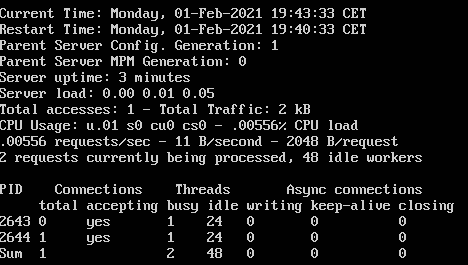 Current Time: Monday, 01-Feb-2021 19:43:33 CET
Restart Time: Monday, 01-Feb-2021 19:40:33 CET
Parent Server Config. Generation: 1
Parent Server MPM Generation: 0
Server uptime: 3 minutes
Server load: 0.00 0.01 0.05
Total accesses: 1 - Total Traffic: 2 kB
CPU Usage: u.01 s0 cu0 cs0 - .00556% CPU load
.00556 requests/sec - 11 B/second - 2048 B/request
2 requests currently being processed, 48 idle workers
PID Connections Threads Async connections
total accepting busy idle writing keep-alive closing
2643 0 yes 1 24 0 0 0
2644 1 yes 1 24 0 0 0
Sum 1 2 48 0 0 0